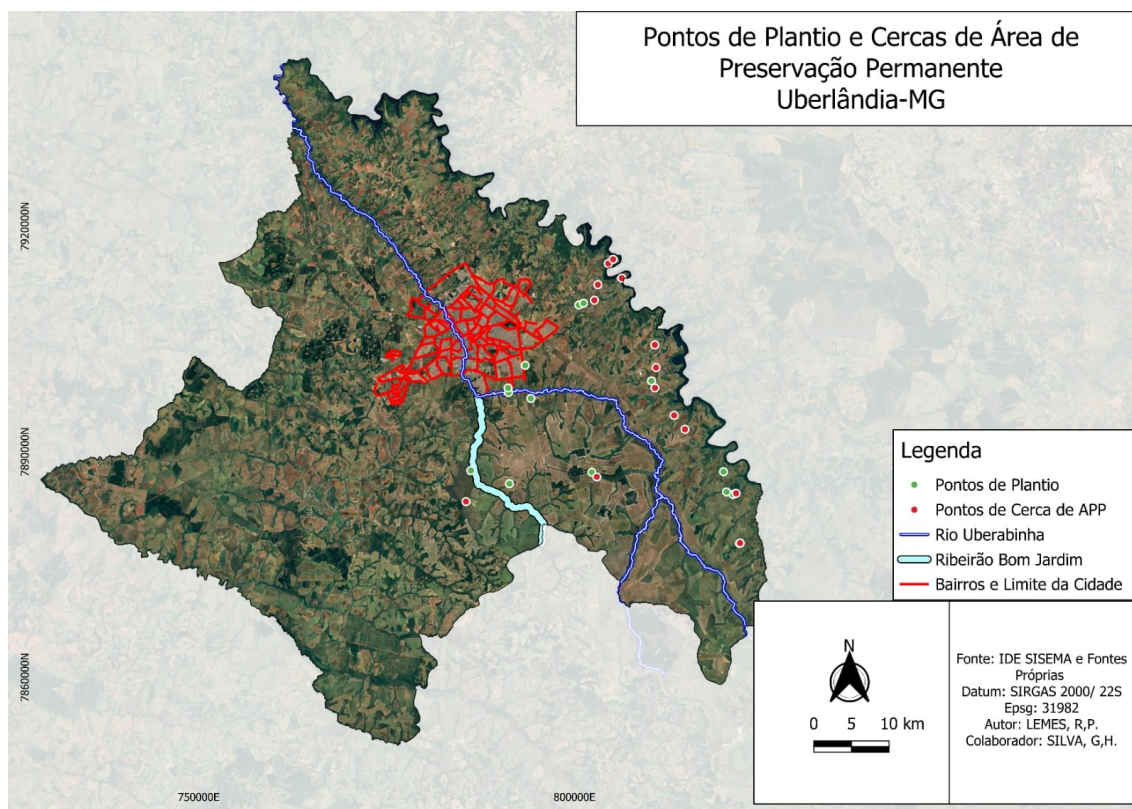 Pontos de Plantio e Cercas de Área de
Preservação Permanente
Uberlândia-MG
7920000N
7890000N
7860000N
750000E
800000E
Legenda
Pontos de Plantio
Pontos de Cerca de APP
Rio Uberabinha
Ribeirão Bom Jardim
Bairros e Limite da Cidade
N
0 5 10 km
Fonte: IDE SISEMA e Fontes
Próprias
Datum: SIRGAS 2000/ 22S
Epsg: 31982
Autor: LEMES, R,P.
Colaborador: SILVA, G,H.